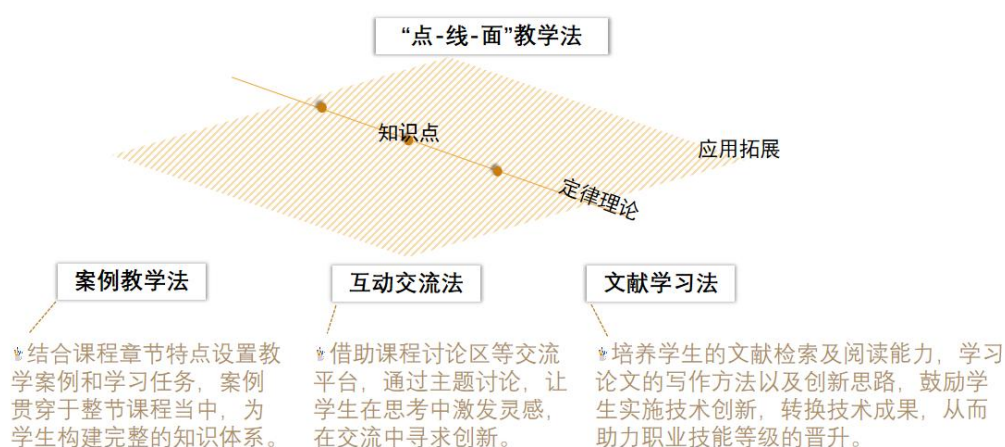 “点-线-面”教学法
知识点
应用拓展
定律理论
案例教学法
结合课程章节特点设置教
学案例和学习任务，案例
贯穿于整节课程当中，为
学生构建完整的知识体系。
互动交流法
借助课程讨论区等交流
平台，通过主题讨论，让
学生在思考中激发灵感，
在交流中寻求创新。
文献学习法
培养学生的文献检索及阅读能力，学习
论文的写作方法以及创新思路，鼓励学
生实施技术创新，转换技术成果，从而
助力职业技能等级的晋升。